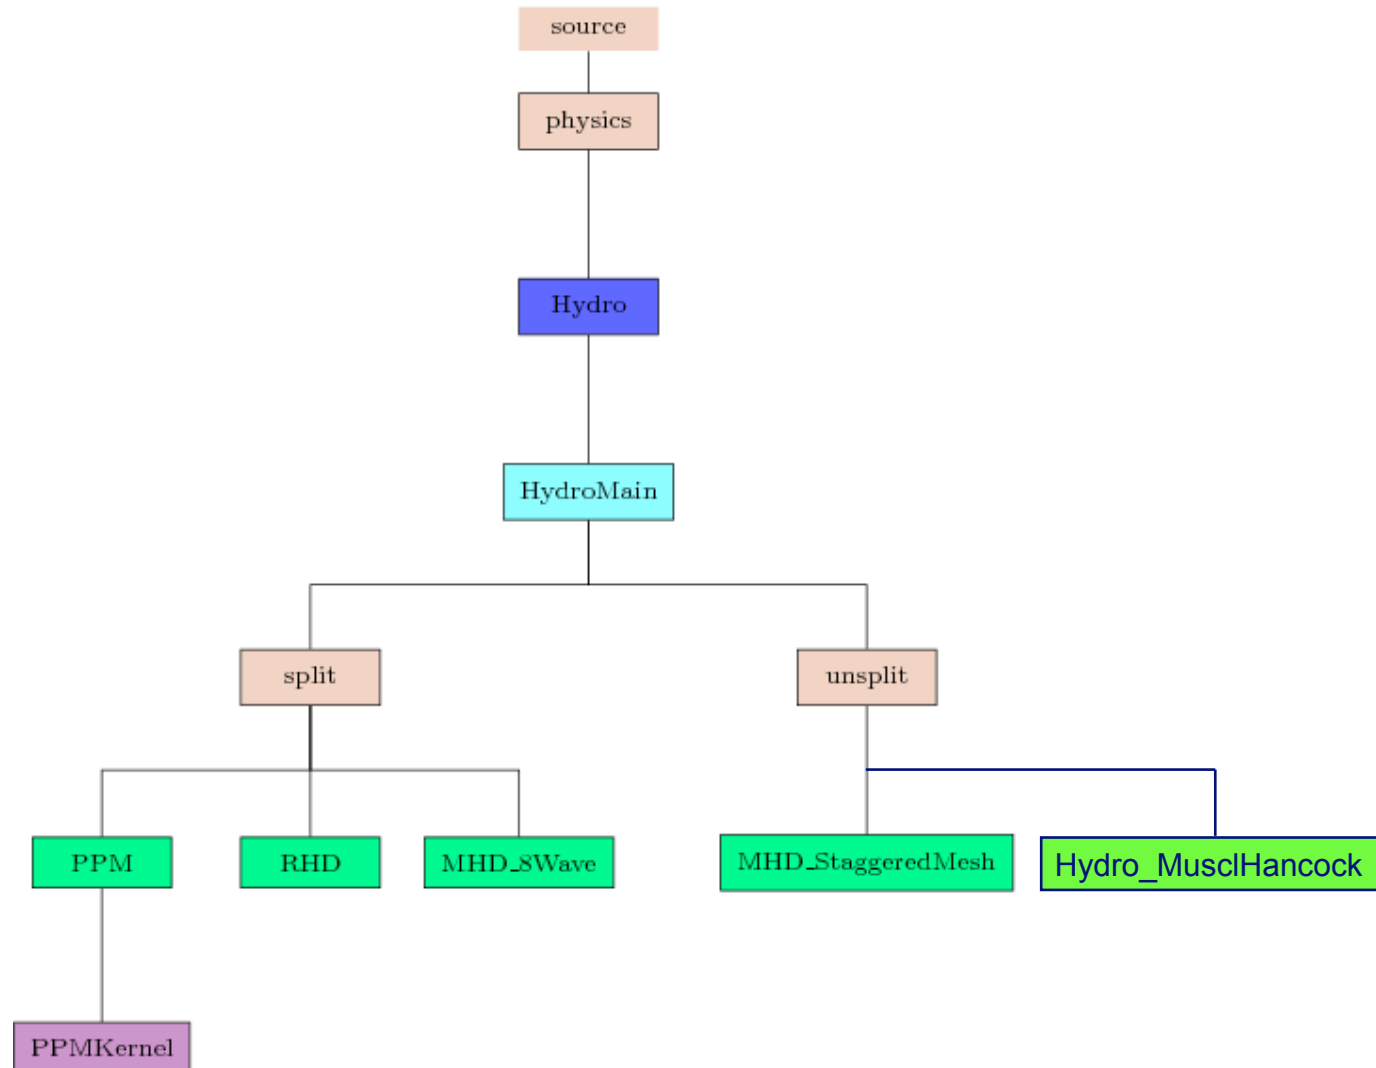 source
physics
Hydro
HydroMain
split
unsplit
PPM
RHD
MHD_8Wave
MHD_StaggeredMesh
Hydro_MusclHancock
PPMKernel